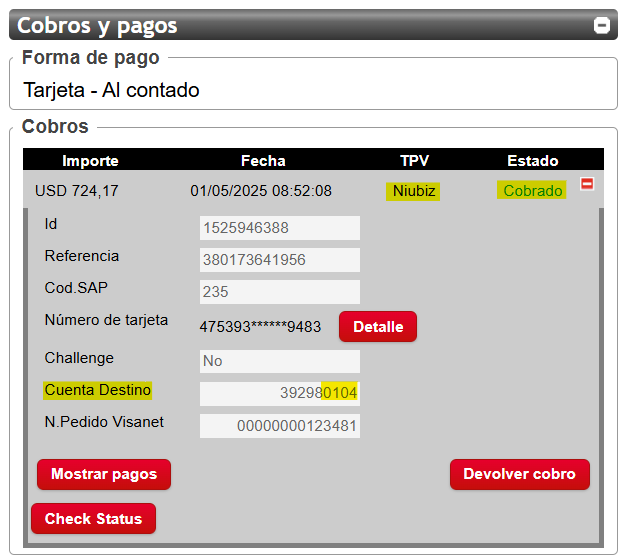 Cobros y pagos
Forma de pago
Tarjeta - Al contado
Cobros
Importe Fecha TPV Estado
USD 724,17 01/05/2025 08:52:08 Niubiz Cobrado
Id 1525946388
Referencia 380173641956
Cod.SAP 235
Número de tarjeta 475393******9483 Detalle
Challenge No
Cuenta Destino 392980104
N.Pedido Visanet 00000000123481
Mostrar pagos Devolver cobro
Check Status